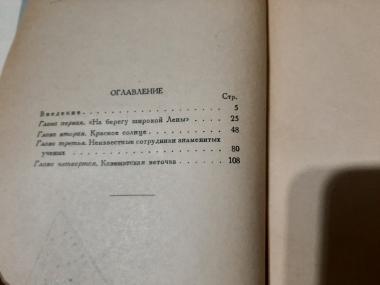 ОГЛАВЛЕНИЕ
Стр.
Введение . . . . . . . . . . . . . . 5
Глава первая. «На берегу широкой Лены» . . . . 25
Глава вторая. Красное солнце . . . . . . . . 48
Глава третья. Неизвестные сотрудники знаменитых
ученых . . . . . . . . . . . . . . 80
Глава четвертая. веточка . . . . . . 108